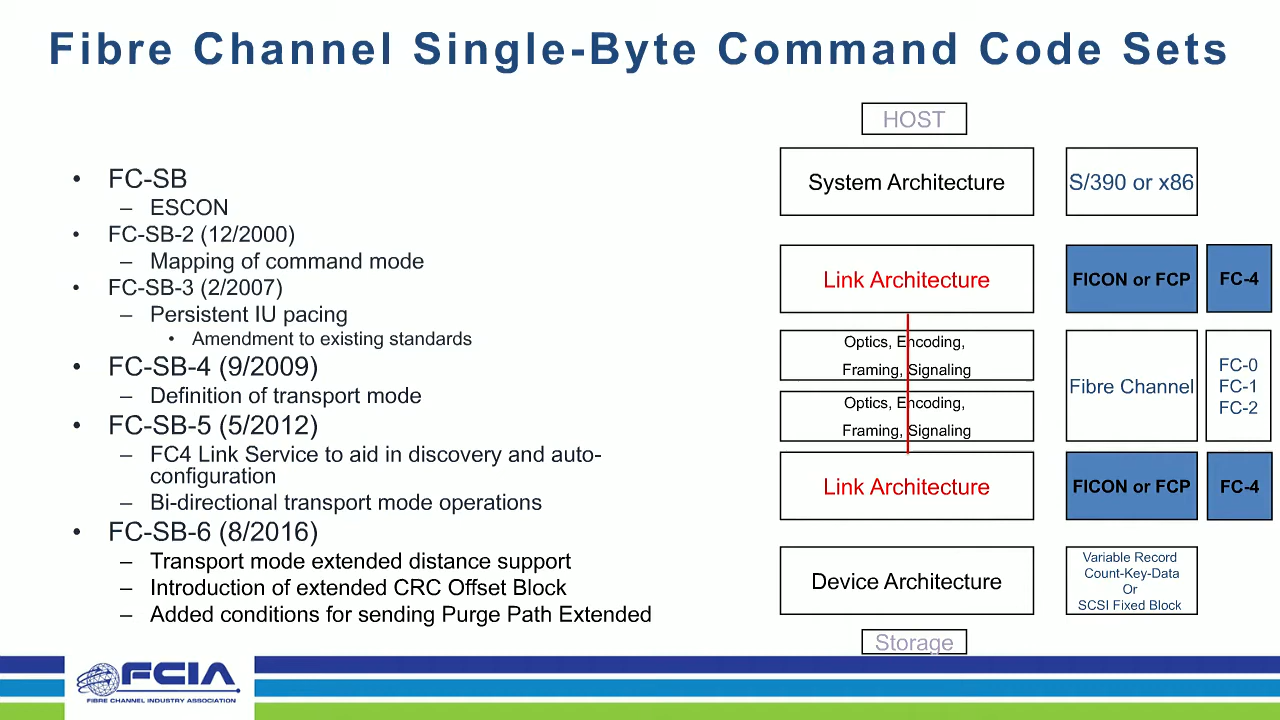 Fibre Channel Single-Byte Command Code Sets
• FC-SB
– ESCON
• FC-SB-2 (12/2000)
– Mapping of command mode
• FC-SB-3 (2/2007)
– Persistent IU pacing
• Amendment to existing standards
• FC-SB-4 (9/2009)
– Definition of transport mode
• FC-SB-5 (5/2012)
– FC4 Link Service to aid in discovery and auto-
configuration
– Bi-directional transport mode operations
• FC-SB-6 (8/2016)
– Transport mode extended distance support
– Introduction of extended CRC Offset Block
– Added conditions for sending Purge Path Extended
HOST
System Architecture
S/390 or x86
Link Architecture
FICON or FCP
FC-4
Optics, Encoding,
Framing, Signaling
Optics, Encoding,
Framing, Signaling
Fibre Channel
FC-0
FC-1
FC-2
Link Architecture
FICON or FCP
FC-4
Device Architecture
Variable Record
Count-Key-Data
Or
SCSI Fixed Block
Storage
FCIA
FIBRE CHANNEL INDUSTRY ASSOCIATION